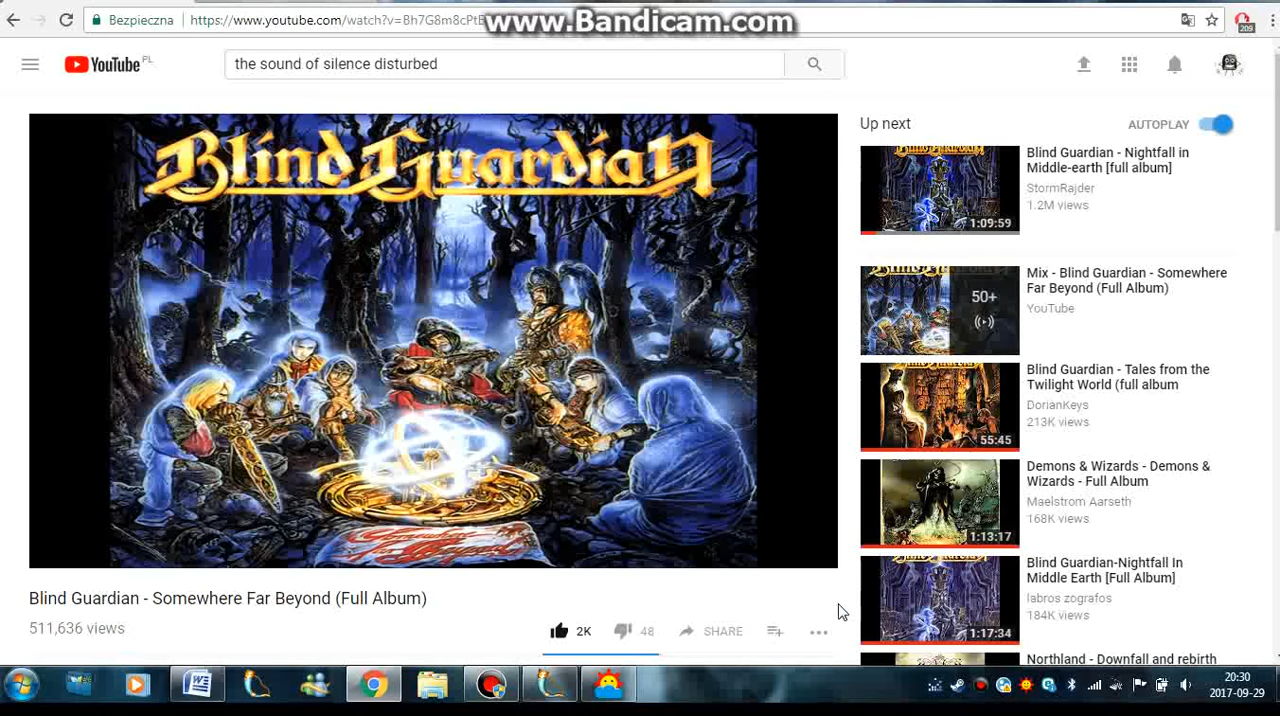 Bezpieczna
https://www.youtube.com/watch?v=8h7G8m8cPtE
www.Bandicam.com
209
YouTube PL
the sound of silence disturbed
Blind Guardian
Up next
AUTOPLAY
Blind Guardian - Nightfall in
Middle-earth [full album]
StormRajder
1.2M views
1:09:59
Mix - Blind Guardian - Somewhere
Far Beyond (Full Album)
YouTube
50+
Blind Guardian - Tales from the
Twilight World (full album
DorianKeys
213K views
55:45
Demons & Wizards - Demons &
Wizards - Full Album
Maelstrom Aarseth
168K views
1:13:17
Blind Guardian-Nightfall In
Middle Earth [Full Album]
labros zografos
184K views
1:17:34
Northland - Downfall and rebirth
Blind Guardian - Somewhere Far Beyond (Full Album)
511,636 views
2K
48
SHARE
20:30
2017-09-29